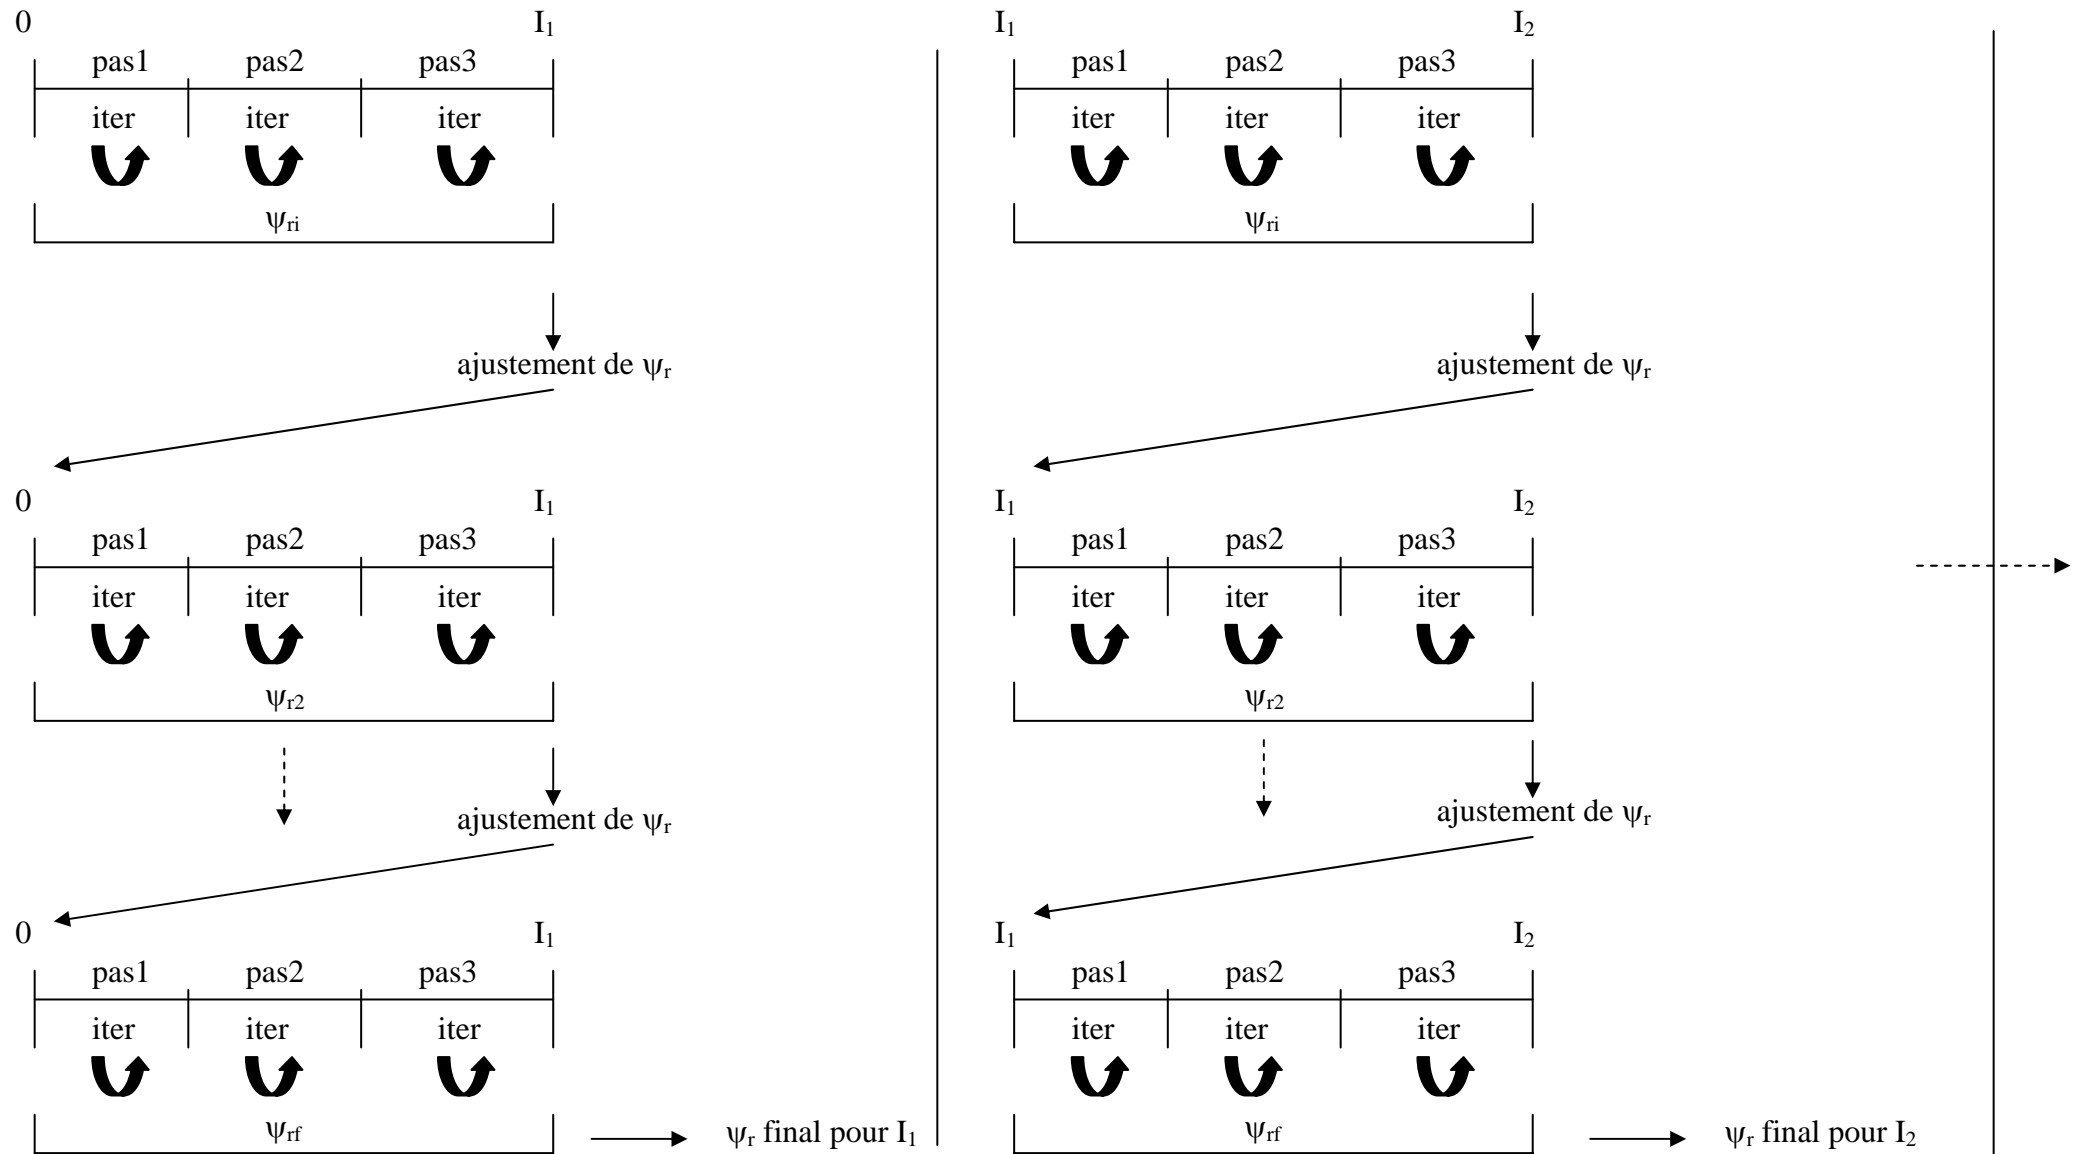 0 I₁
pas1 pas2 pas3
iter iter iter
ψᵣᵢ
ajustement de ψᵣ
0 I₁
pas1 pas2 pas3
iter iter iter
ψᵣ₂
ajustement de ψᵣ
0 I₁
pas1 pas2 pas3
iter iter iter
ψrf
ψᵣ final pour I₁
I₁ I₂
pas1 pas2 pas3
iter iter iter
ψᵣᵢ
ajustement de ψᵣ
I₁ I₂
pas1 pas2 pas3
iter iter iter
ψᵣ₂
ajustement de ψᵣ
I₁ I₂
pas1 pas2 pas3
iter iter iter
ψrf
ψᵣ final pour I₂